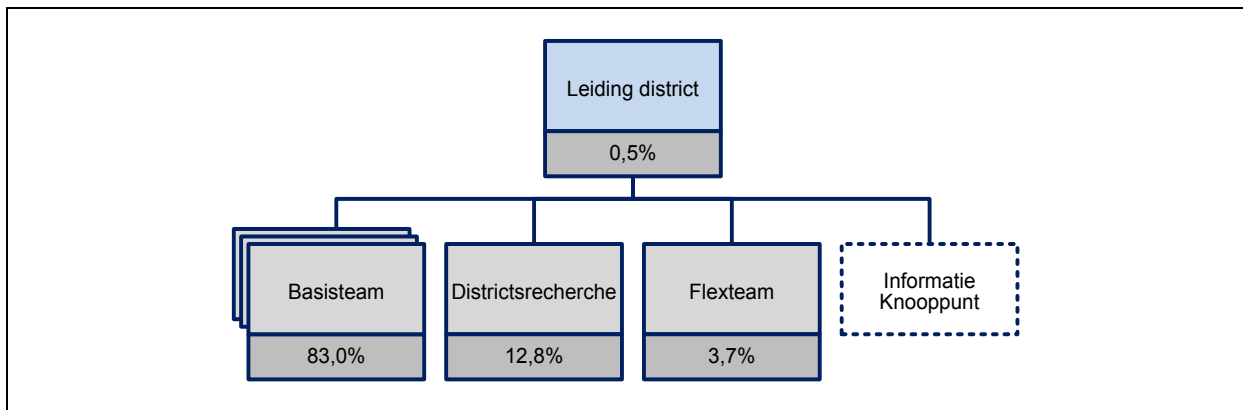 Leiding district
0,5%
Basisteam
83,0%
Districtsrecherche
12,8%
Flexteam
3,7%
Informatie
Knooppunt